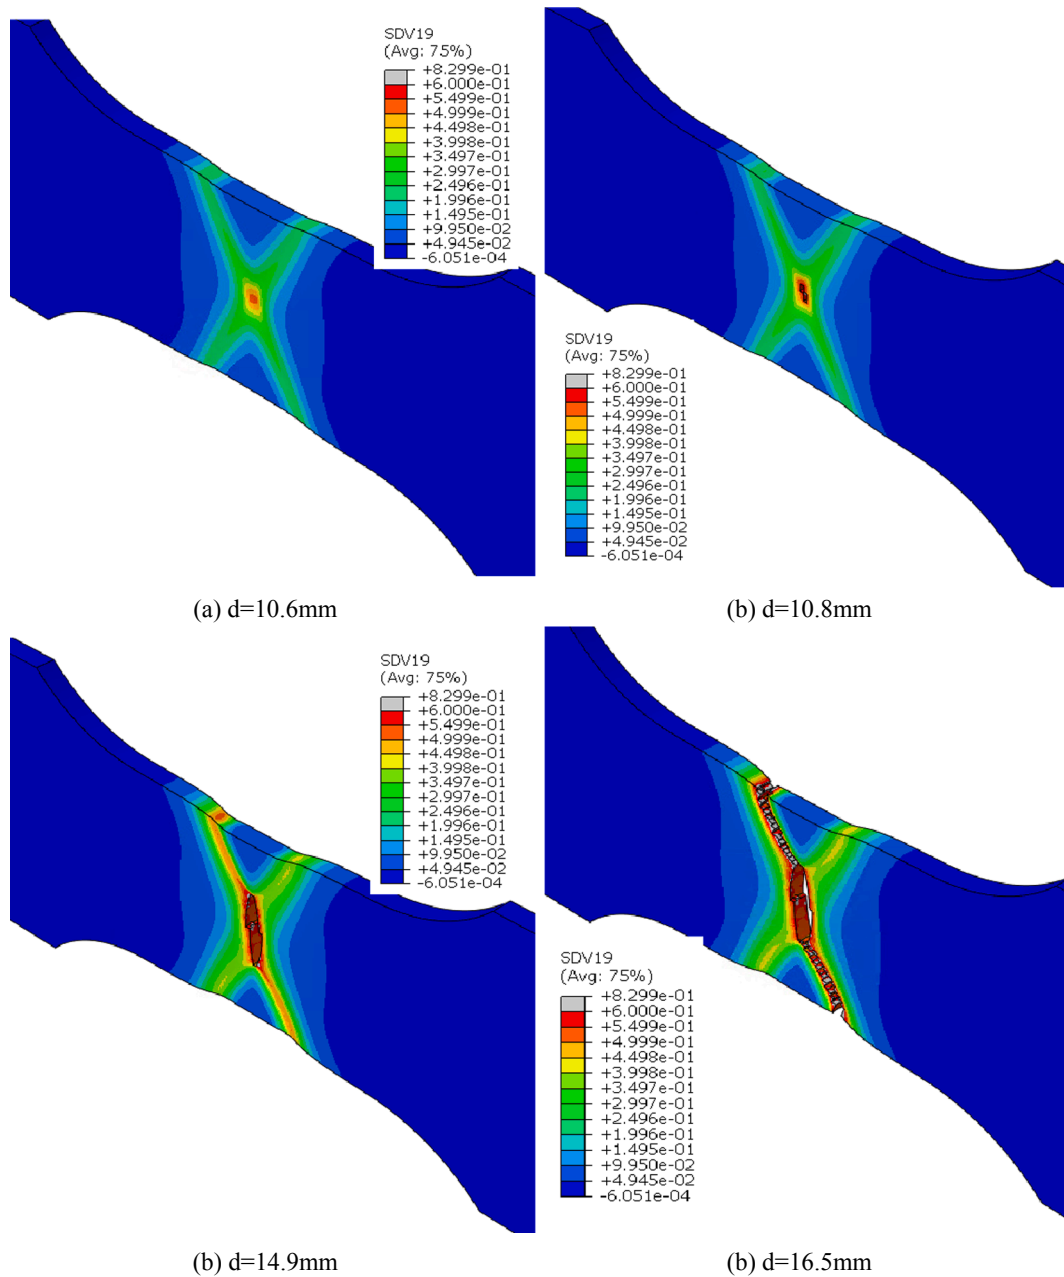 SDV19
(Avg: 75%)
+8.299e-01
+6.000e-01
+5.499e-01
+4.999e-01
+4.498e-01
+3.998e-01
+3.497e-01
+2.997e-01
+2.496e-01
+1.996e-01
+1.495e-01
+9.950e-02
+4.945e-02
-6.051e-04
(a) d=10.6mm
SDV19
(Avg: 75%)
+8.299e-01
+6.000e-01
+5.499e-01
+4.999e-01
+4.498e-01
+3.998e-01
+3.497e-01
+2.997e-01
+2.496e-01
+1.996e-01
+1.495e-01
+9.950e-02
+4.945e-02
-6.051e-04
(b) d=10.8mm
SDV19
(Avg: 75%)
+8.299e-01
+6.000e-01
+5.499e-01
+4.999e-01
+4.498e-01
+3.998e-01
+3.497e-01
+2.997e-01
+2.496e-01
+1.996e-01
+1.495e-01
+9.950e-02
+4.945e-02
-6.051e-04
(b) d=14.9mm
SDV19
(Avg: 75%)
+8.299e-01
+6.000e-01
+5.499e-01
+4.999e-01
+4.498e-01
+3.998e-01
+3.497e-01
+2.997e-01
+2.496e-01
+1.996e-01
+1.495e-01
+9.950e-02
+4.945e-02
-6.051e-04
(b) d=16.5mm